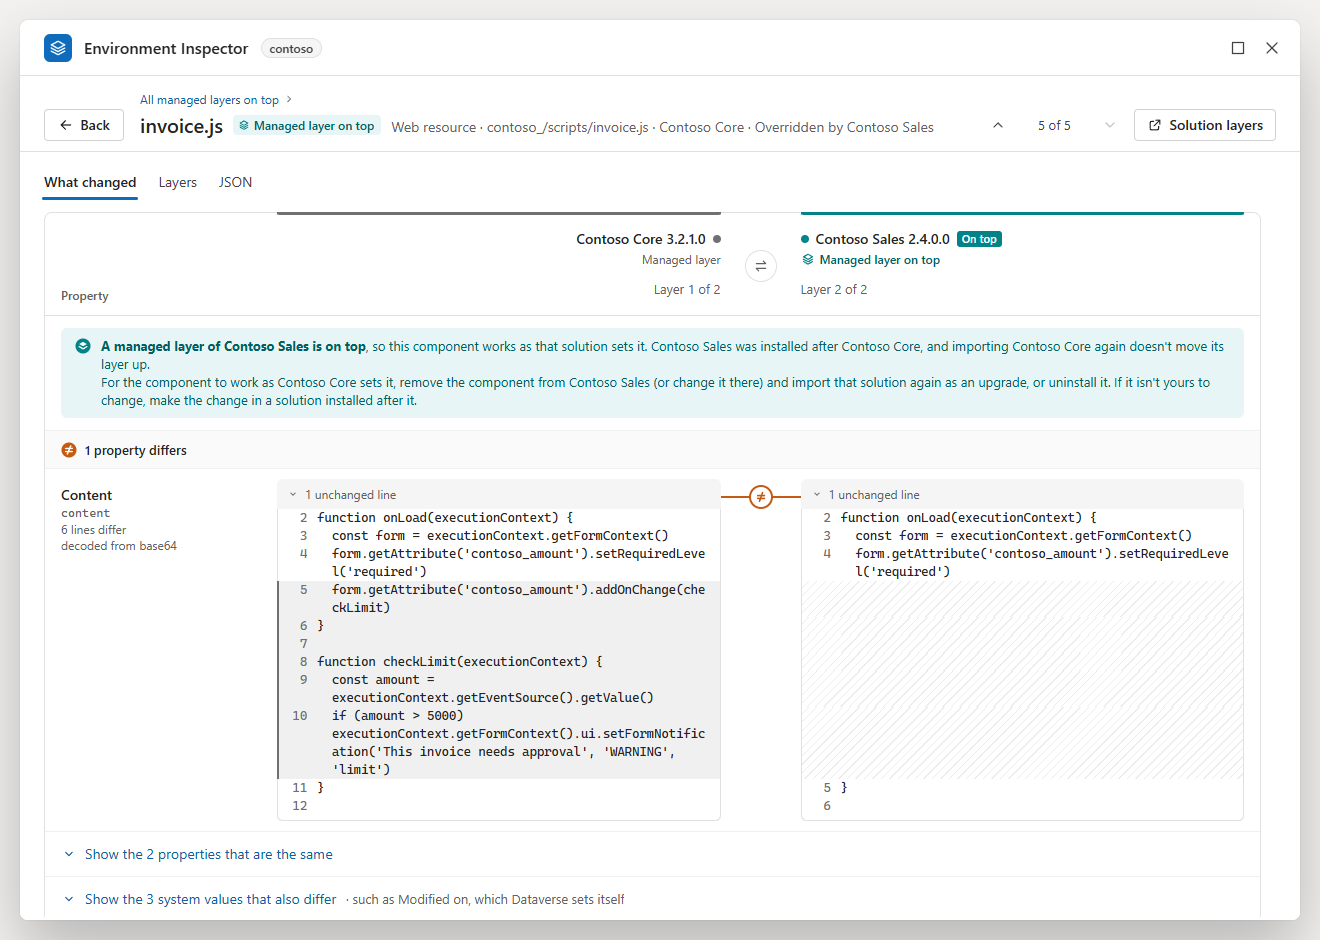 Environment Inspector
contoso
All managed layers on top
Back
invoice.js
Managed layer on top
Web resource · contoso_/scripts/invoice.js · Contoso Core · Overridden by Contoso Sales
5 of 5
Solution layers
What changed
Layers
JSON
Property
Contoso Core 3.2.1.0
Managed layer
Layer 1 of 2
Contoso Sales 2.4.0.0
On top
Managed layer on top
Layer 2 of 2
A managed layer of Contoso Sales is on top, so this component works as that solution sets it. Contoso Sales was installed after Contoso Core, and importing Contoso Core again doesn't move its
layer up.
For the component to work as Contoso Core sets it, remove the component from Contoso Sales (or change it there) and import that solution again as an upgrade, or uninstall it. If it isn't yours to
change, make the change in a solution installed after it.
≠ 1 property differs
Content
content
6 lines differ
decoded from base64
1 unchanged line
2 function onLoad(executionContext) {
3 const form = executionContext.getFormContext()
4 form.getAttribute('contoso_amount').setRequiredLeve
l('required')
5 form.getAttribute('contoso_amount').addOnChange(che
ckLimit)
6 }
7
8 function checkLimit(executionContext) {
9 const amount =
executionContext.getEventSource().getValue()
10 if (amount > 5000)
executionContext.getFormContext().ui.setFormNotific
ation('This invoice needs approval', 'WARNING',
'limit')
11 }
12
≠
1 unchanged line
2 function onLoad(executionContext) {
3 const form = executionContext.getFormContext()
4 form.getAttribute('contoso_amount').setRequiredLeve
l('required')
5 }
6
Show the 2 properties that are the same
Show the 3 system values that also differ · such as Modified on, which Dataverse sets itself